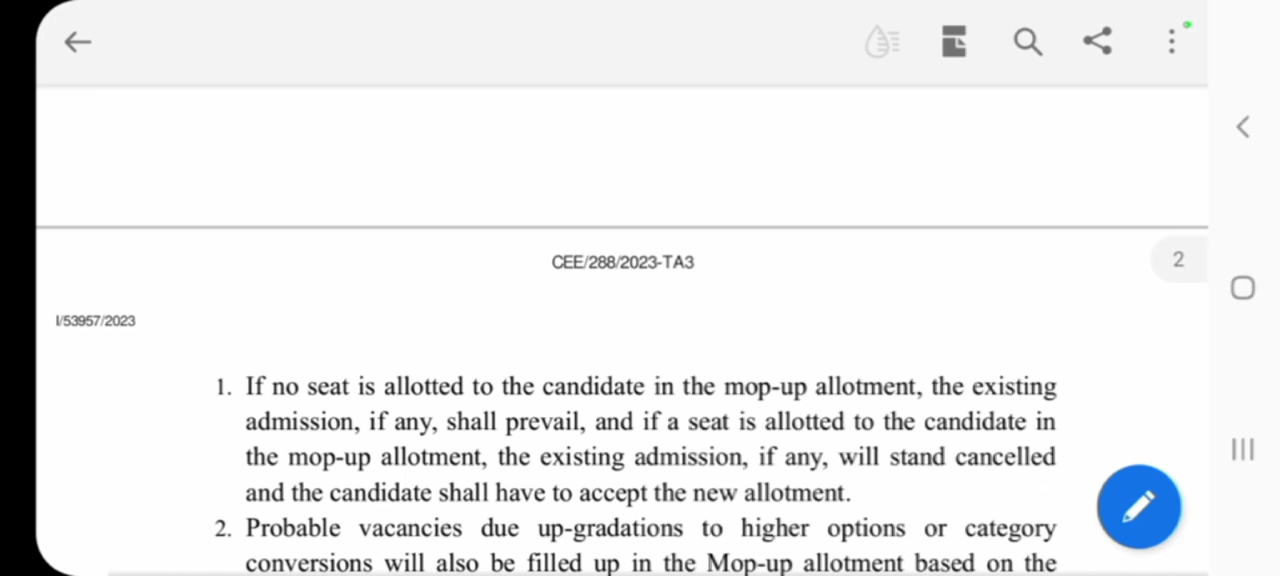 CEE/288/2023-TA3
2
I/53957/2023
1. If no seat is allotted to the candidate in the mop-up allotment, the existing
admission, if any, shall prevail, and if a seat is allotted to the candidate in
the mop-up allotment, the existing admission, if any, will stand cancelled
and the candidate shall have to accept the new allotment.
2. Probable vacancies due up-gradations to higher options or category
conversions will also be filled up in the Mop-up allotment based on the